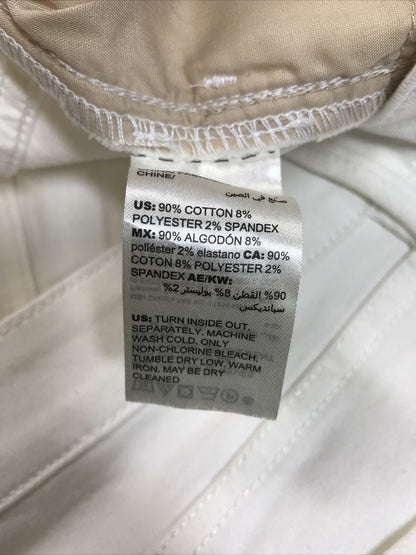 CHINE/
صنع في الصين
US: 90% COTTON 8%
POLYESTER 2% SPANDEX
MX: 90% ALGODÓN 8%
poliéster 2% elastano CA: 90%
COTON 8% POLYESTER 2%
SPANDEX AE/KW:
90% القطن 8% بوليستر 2%
سباندیکس
US: TURN INSIDE OUT.
SEPARATELY. MACHINE
WASH COLD. ONLY
NON-CHLORINE BLEACH.
TUMBLE DRY LOW. WARM
IRON. MAY BE DRY
CLEANED